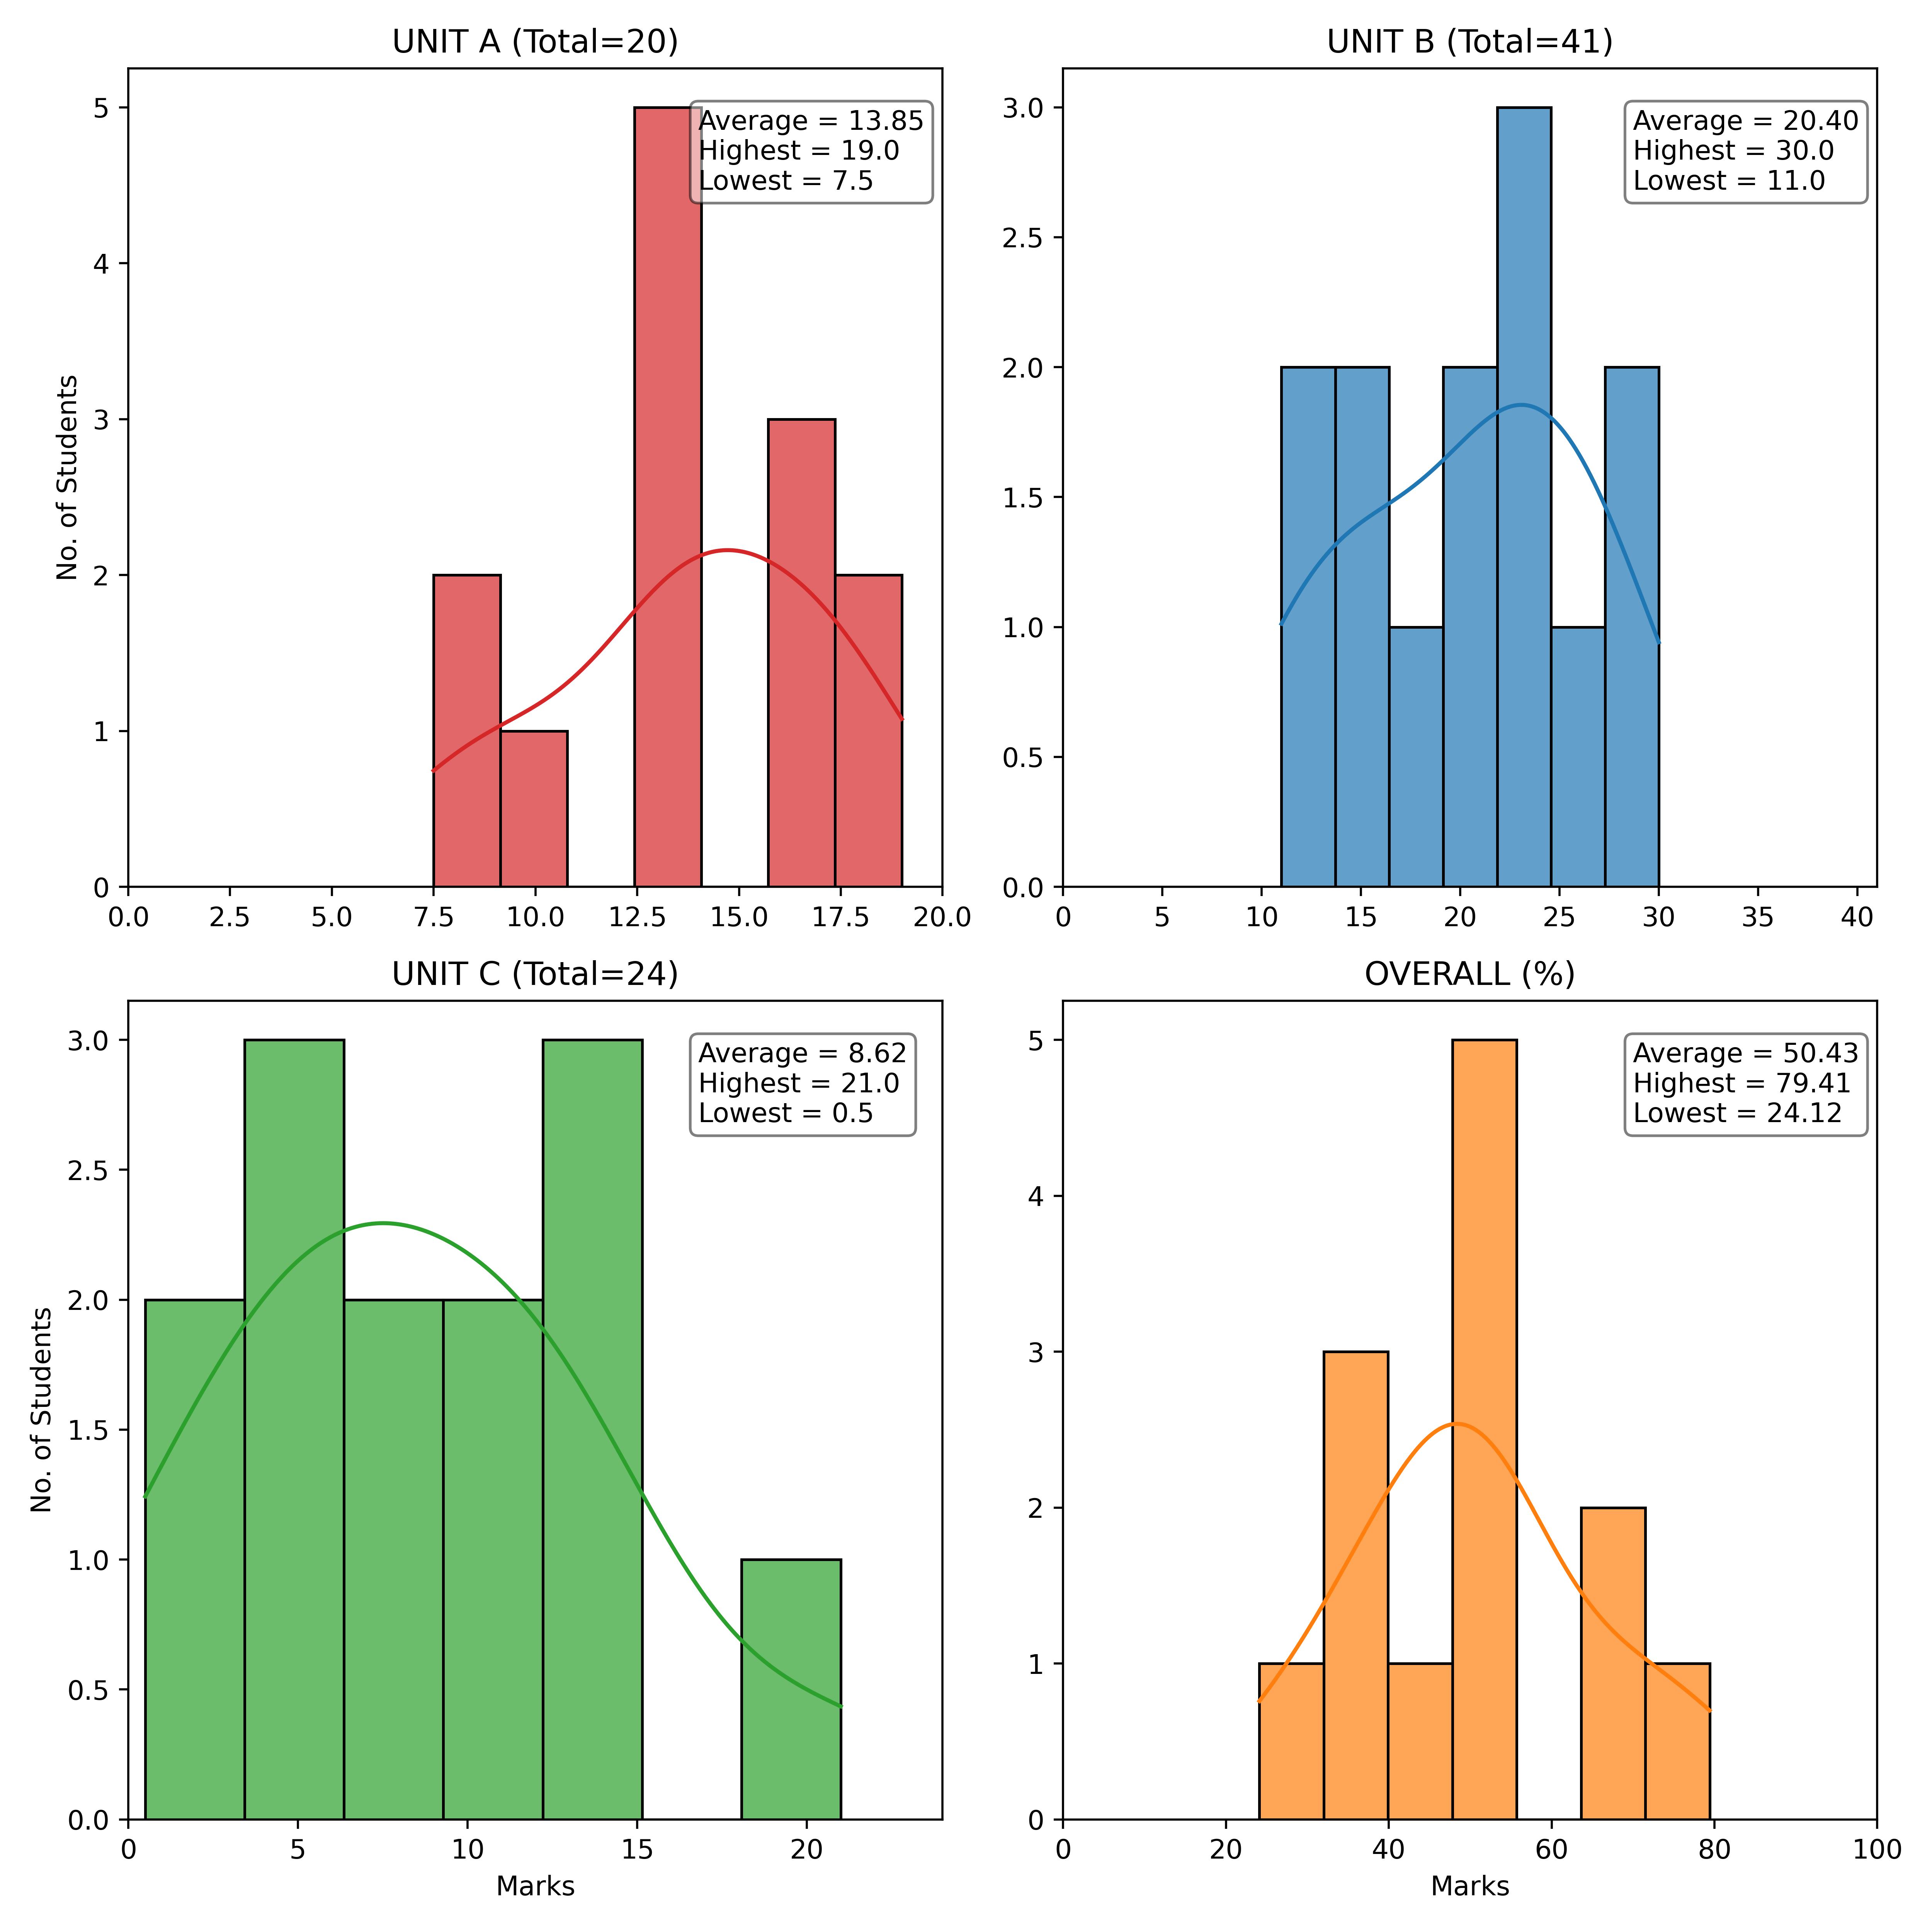 UNIT A (Total=20)
Average = 13.85
Highest = 19.0
Lowest = 7.5
No. of Students
5
4
3
2
1
0
0.0 2.5 5.0 7.5 10.0 12.5 15.0 17.5 20.0
UNIT B (Total=41)
Average = 20.40
Highest = 30.0
Lowest = 11.0
3.0
2.5
2.0
1.5
1.0
0.5
0.0
0 5 10 15 20 25 30 35 40
UNIT C (Total=24)
Average = 8.62
Highest = 21.0
Lowest = 0.5
No. of Students
3.0
2.5
2.0
1.5
1.0
0.5
0.0
0 5 10 15 20
Marks
OVERALL (%)
Average = 50.43
Highest = 79.41
Lowest = 24.12
5
4
3
2
1
0
0 20 40 60 80 100
Marks